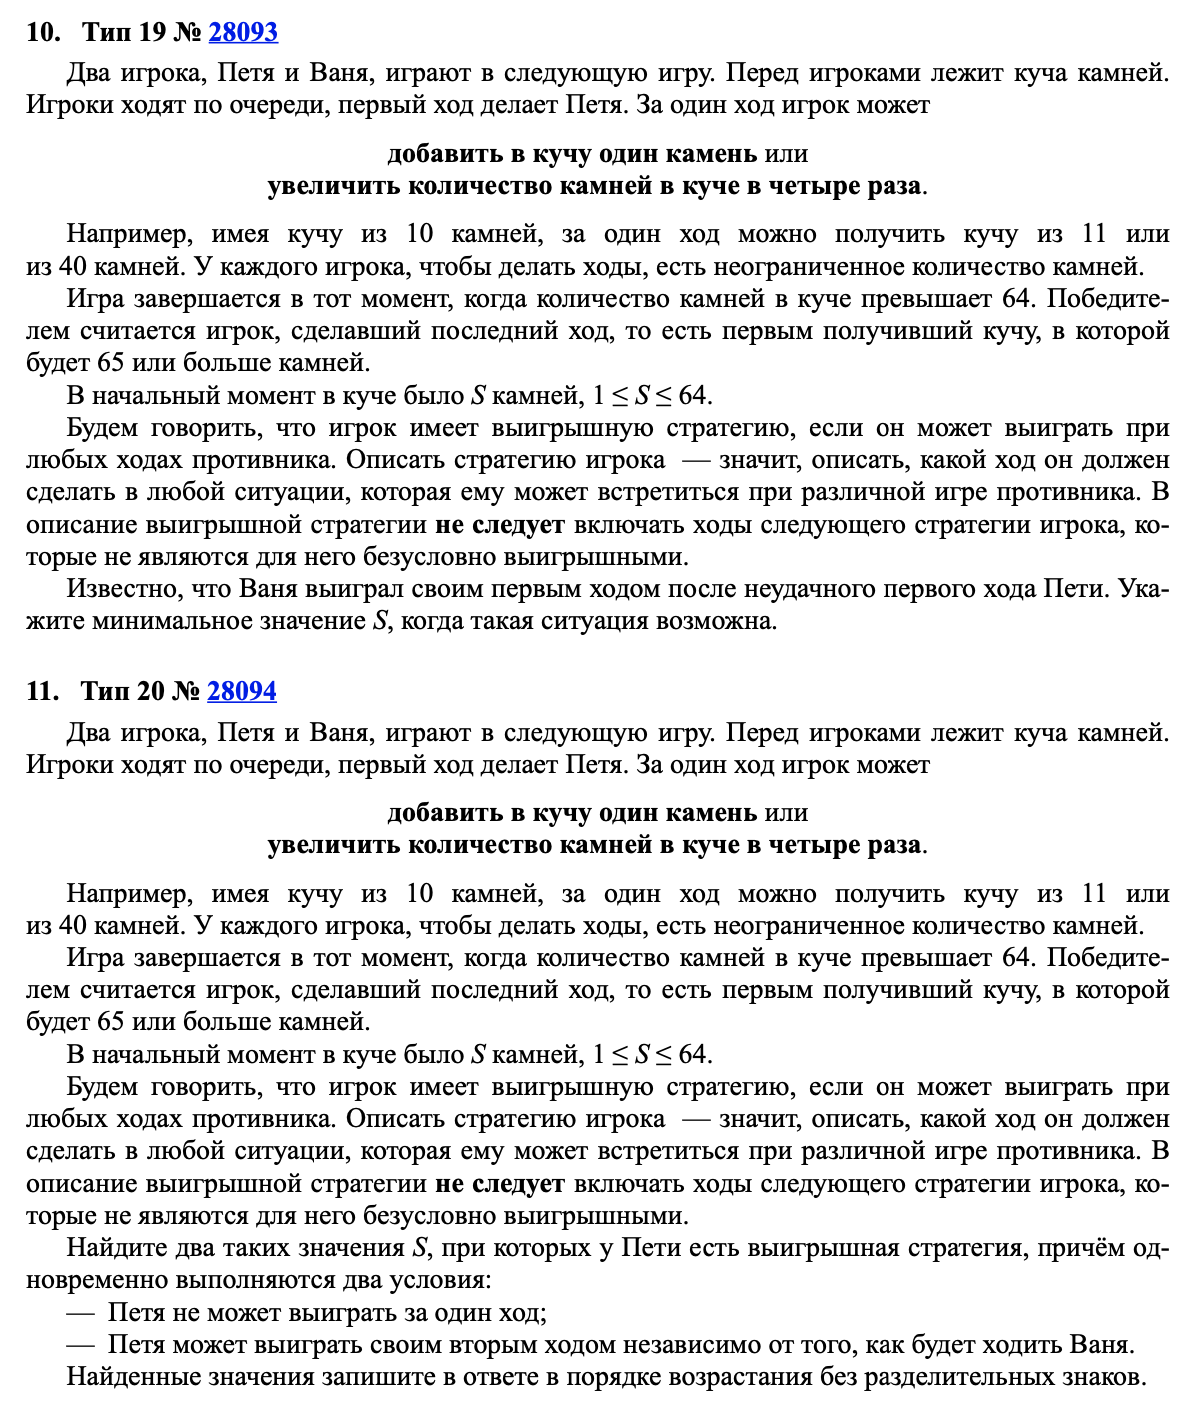 10. Тип 19 № 28093
Два игрока, Петя и Ваня, играют в следующую игру. Перед игроками лежит куча камней.
Игроки ходят по очереди, первый ход делает Петя. За один ход игрок может
добавить в кучу один камень или
увеличить количество камней в куче в четыре раза.
Например, имея кучу из 10 камней, за один ход можно получить кучу из 11 или
из 40 камней. У каждого игрока, чтобы делать ходы, есть неограниченное количество камней.
Игра завершается в тот момент, когда количество камней в куче превышает 64. Победите-
лем считается игрок, сделавший последний ход, то есть первым получивший кучу, в которой
будет 65 или больше камней.
В начальный момент в куче было S камней, 1 ≤ S ≤ 64.
Будем говорить, что игрок имеет выигрышную стратегию, если он может выиграть при
любых ходах противника. Описать стратегию игрока — значит, описать, какой ход он должен
сделать в любой ситуации, которая ему может встретиться при различной игре противника. В
описание выигрышной стратегии не следует включать ходы следующего стратегии игрока, ко-
торые не являются для него безусловно выигрышными.
Известно, что Ваня выиграл своим первым ходом после неудачного первого хода Пети. Ука-
жите минимальное значение S, когда такая ситуация возможна.
11. Тип 20 № 28094
Два игрока, Петя и Ваня, играют в следующую игру. Перед игроками лежит куча камней.
Игроки ходят по очереди, первый ход делает Петя. За один ход игрок может
добавить в кучу один камень или
увеличить количество камней в куче в четыре раза.
Например, имея кучу из 10 камней, за один ход можно получить кучу из 11 или
из 40 камней. У каждого игрока, чтобы делать ходы, есть неограниченное количество камней.
Игра завершается в тот момент, когда количество камней в куче превышает 64. Победите-
лем считается игрок, сделавший последний ход, то есть первым получивший кучу, в которой
будет 65 или больше камней.
В начальный момент в куче было S камней, 1 ≤ S ≤ 64.
Будем говорить, что игрок имеет выигрышную стратегию, если он может выиграть при
любых ходах противника. Описать стратегию игрока — значит, описать, какой ход он должен
сделать в любой ситуации, которая ему может встретиться при различной игре противника. В
описание выигрышной стратегии не следует включать ходы следующего стратегии игрока, ко-
торые не являются для него безусловно выигрышными.
Найдите два таких значения S, при которых у Пети есть выигрышная стратегия, причём од-
новременно выполняются два условия:
— Петя не может выиграть за один ход;
— Петя может выиграть своим вторым ходом независимо от того, как будет ходить Ваня.
Найденные значения запишите в ответе в порядке возрастания без разделительных знаков.